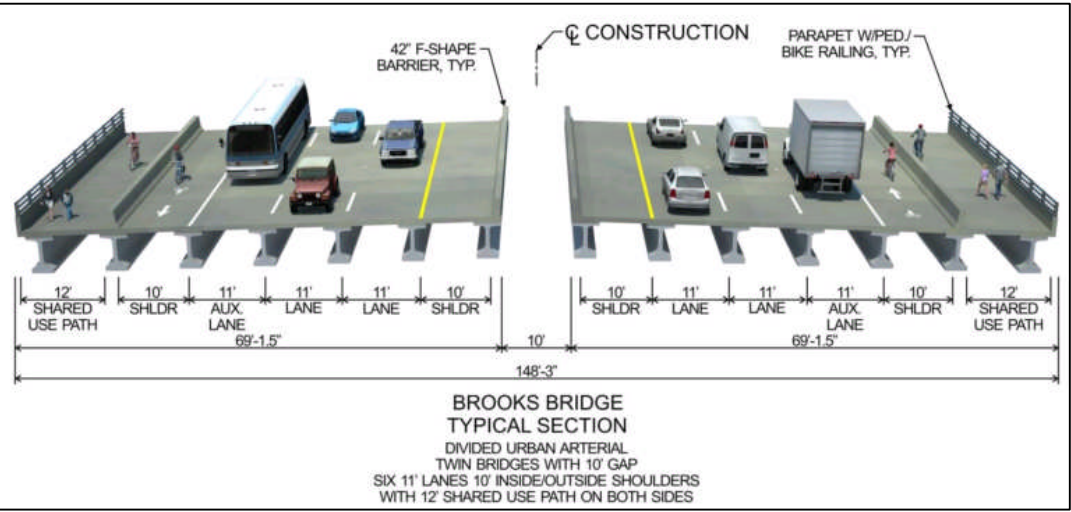 ℄ CONSTRUCTION
42" F-SHAPE
BARRIER, TYP.
PARAPET W/PED./
BIKE RAILING, TYP.
12' 10' 11' 11' 11' 10' 10' 11' 11' 11' 10' 12'
SHARED SHLDR AUX. LANE LANE SHLDR SHLDR LANE LANE AUX. SHLDR SHARED
USE PATH LANE LANE USE PATH
69'-1.5" 10' 69'-1.5"
148'-3"
BROOKS BRIDGE
TYPICAL SECTION
DIVIDED URBAN ARTERIAL
TWIN BRIDGES WITH 10' GAP
SIX 11' LANES 10' INSIDE/OUTSIDE SHOULDERS
WITH 12' SHARED USE PATH ON BOTH SIDES